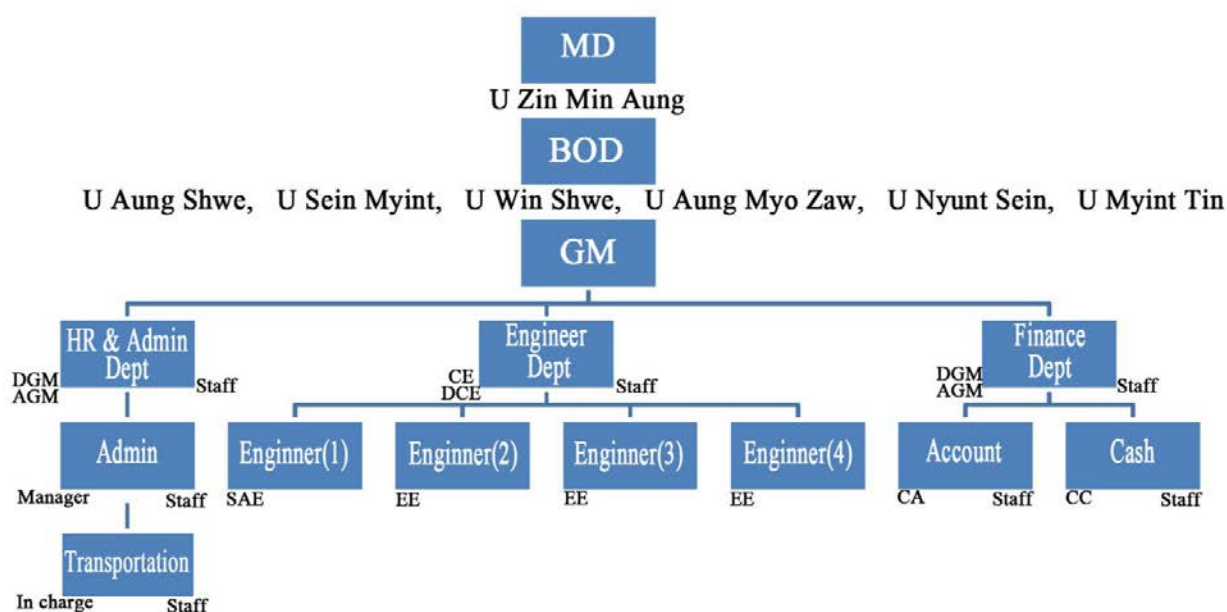 MD
U Zin Min Aung
BOD
U Aung Shwe, U Sein Myint, U Win Shwe, U Aung Myo Zaw, U Nyunt Sein, U Myint Tin
GM
HR & Admin
Dept
DGM
AGM
Staff
Engineer
Dept
CE
DCE
Staff
Finance
Dept
DGM
AGM
Staff
Admin
Manager
Staff
Enginner(1)
SAE
Enginner(2)
EE
Enginner(3)
EE
Enginner(4)
EE
Account
CA
Staff
Cash
CC
Staff
Transportation
In charge
Staff